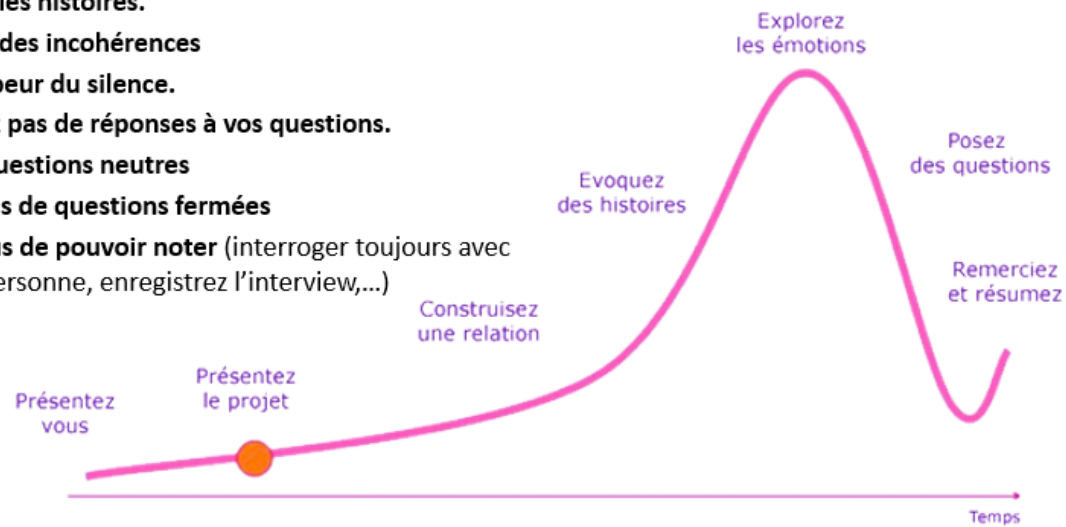 les histoires.
des incohérences
peur du silence.
pas de réponses à vos questions.
questions neutres
s de questions fermées
us de pouvoir noter (interroger toujours avec
ersonne, enregistrez l'interview,...)
Explorez
les émotions
Posez
des questions
Evoquez
des histoires
Remerciez
et résumez
Construisez
une relation
Présentez
le projet
Présentez
vous
Temps